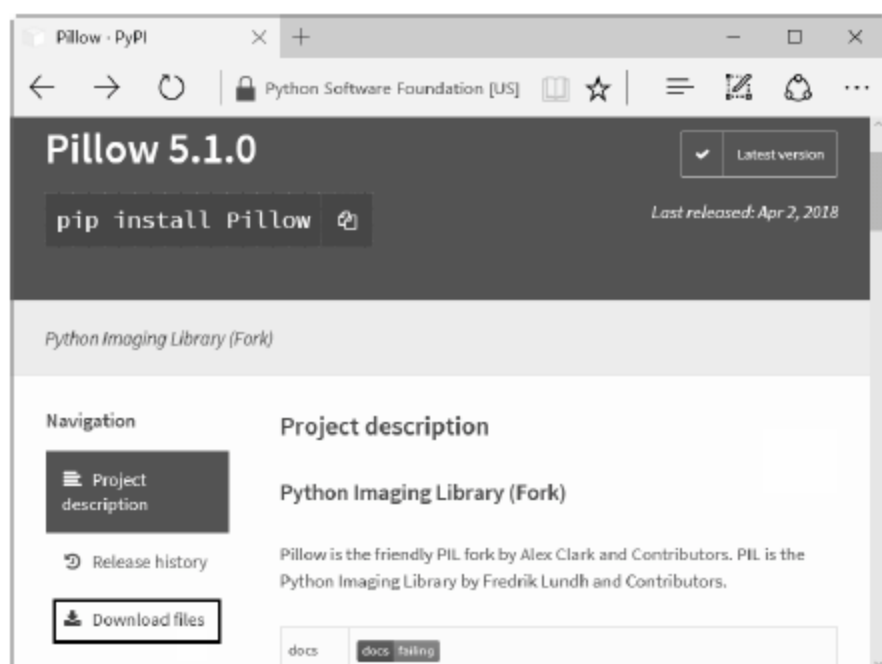 Pillow · PyPI
Python Software Foundation [US]
Pillow 5.1.0
Latest version
pip install Pillow
Last released: Apr 2, 2018
Python Imaging Library (Fork)
Navigation
Project description
Project
description
Python Imaging Library (Fork)
Release history
Pillow is the friendly PIL fork by Alex Clark and Contributors. PIL is the
Python Imaging Library by Fredrik Lundh and Contributors.
Download files
docs
docs failing